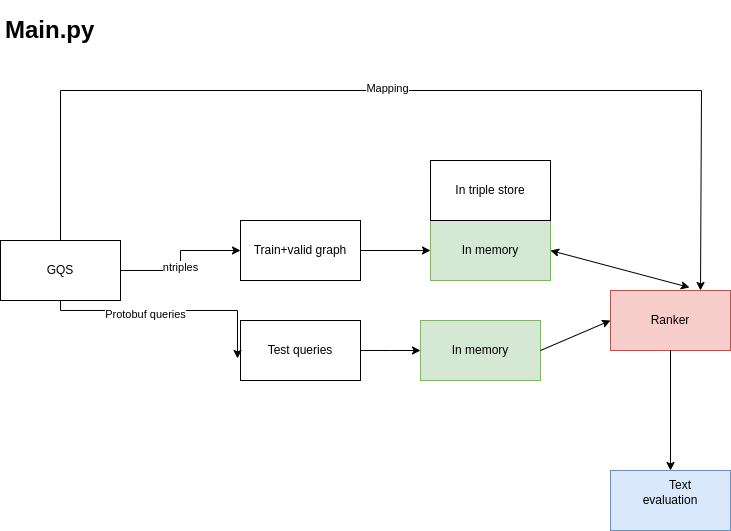 Main.py
Mapping
In triple store
GQS
ntriples
Train+valid graph
In memory
Protobuf queries
Test queries
In memory
Ranker
Text
evaluation